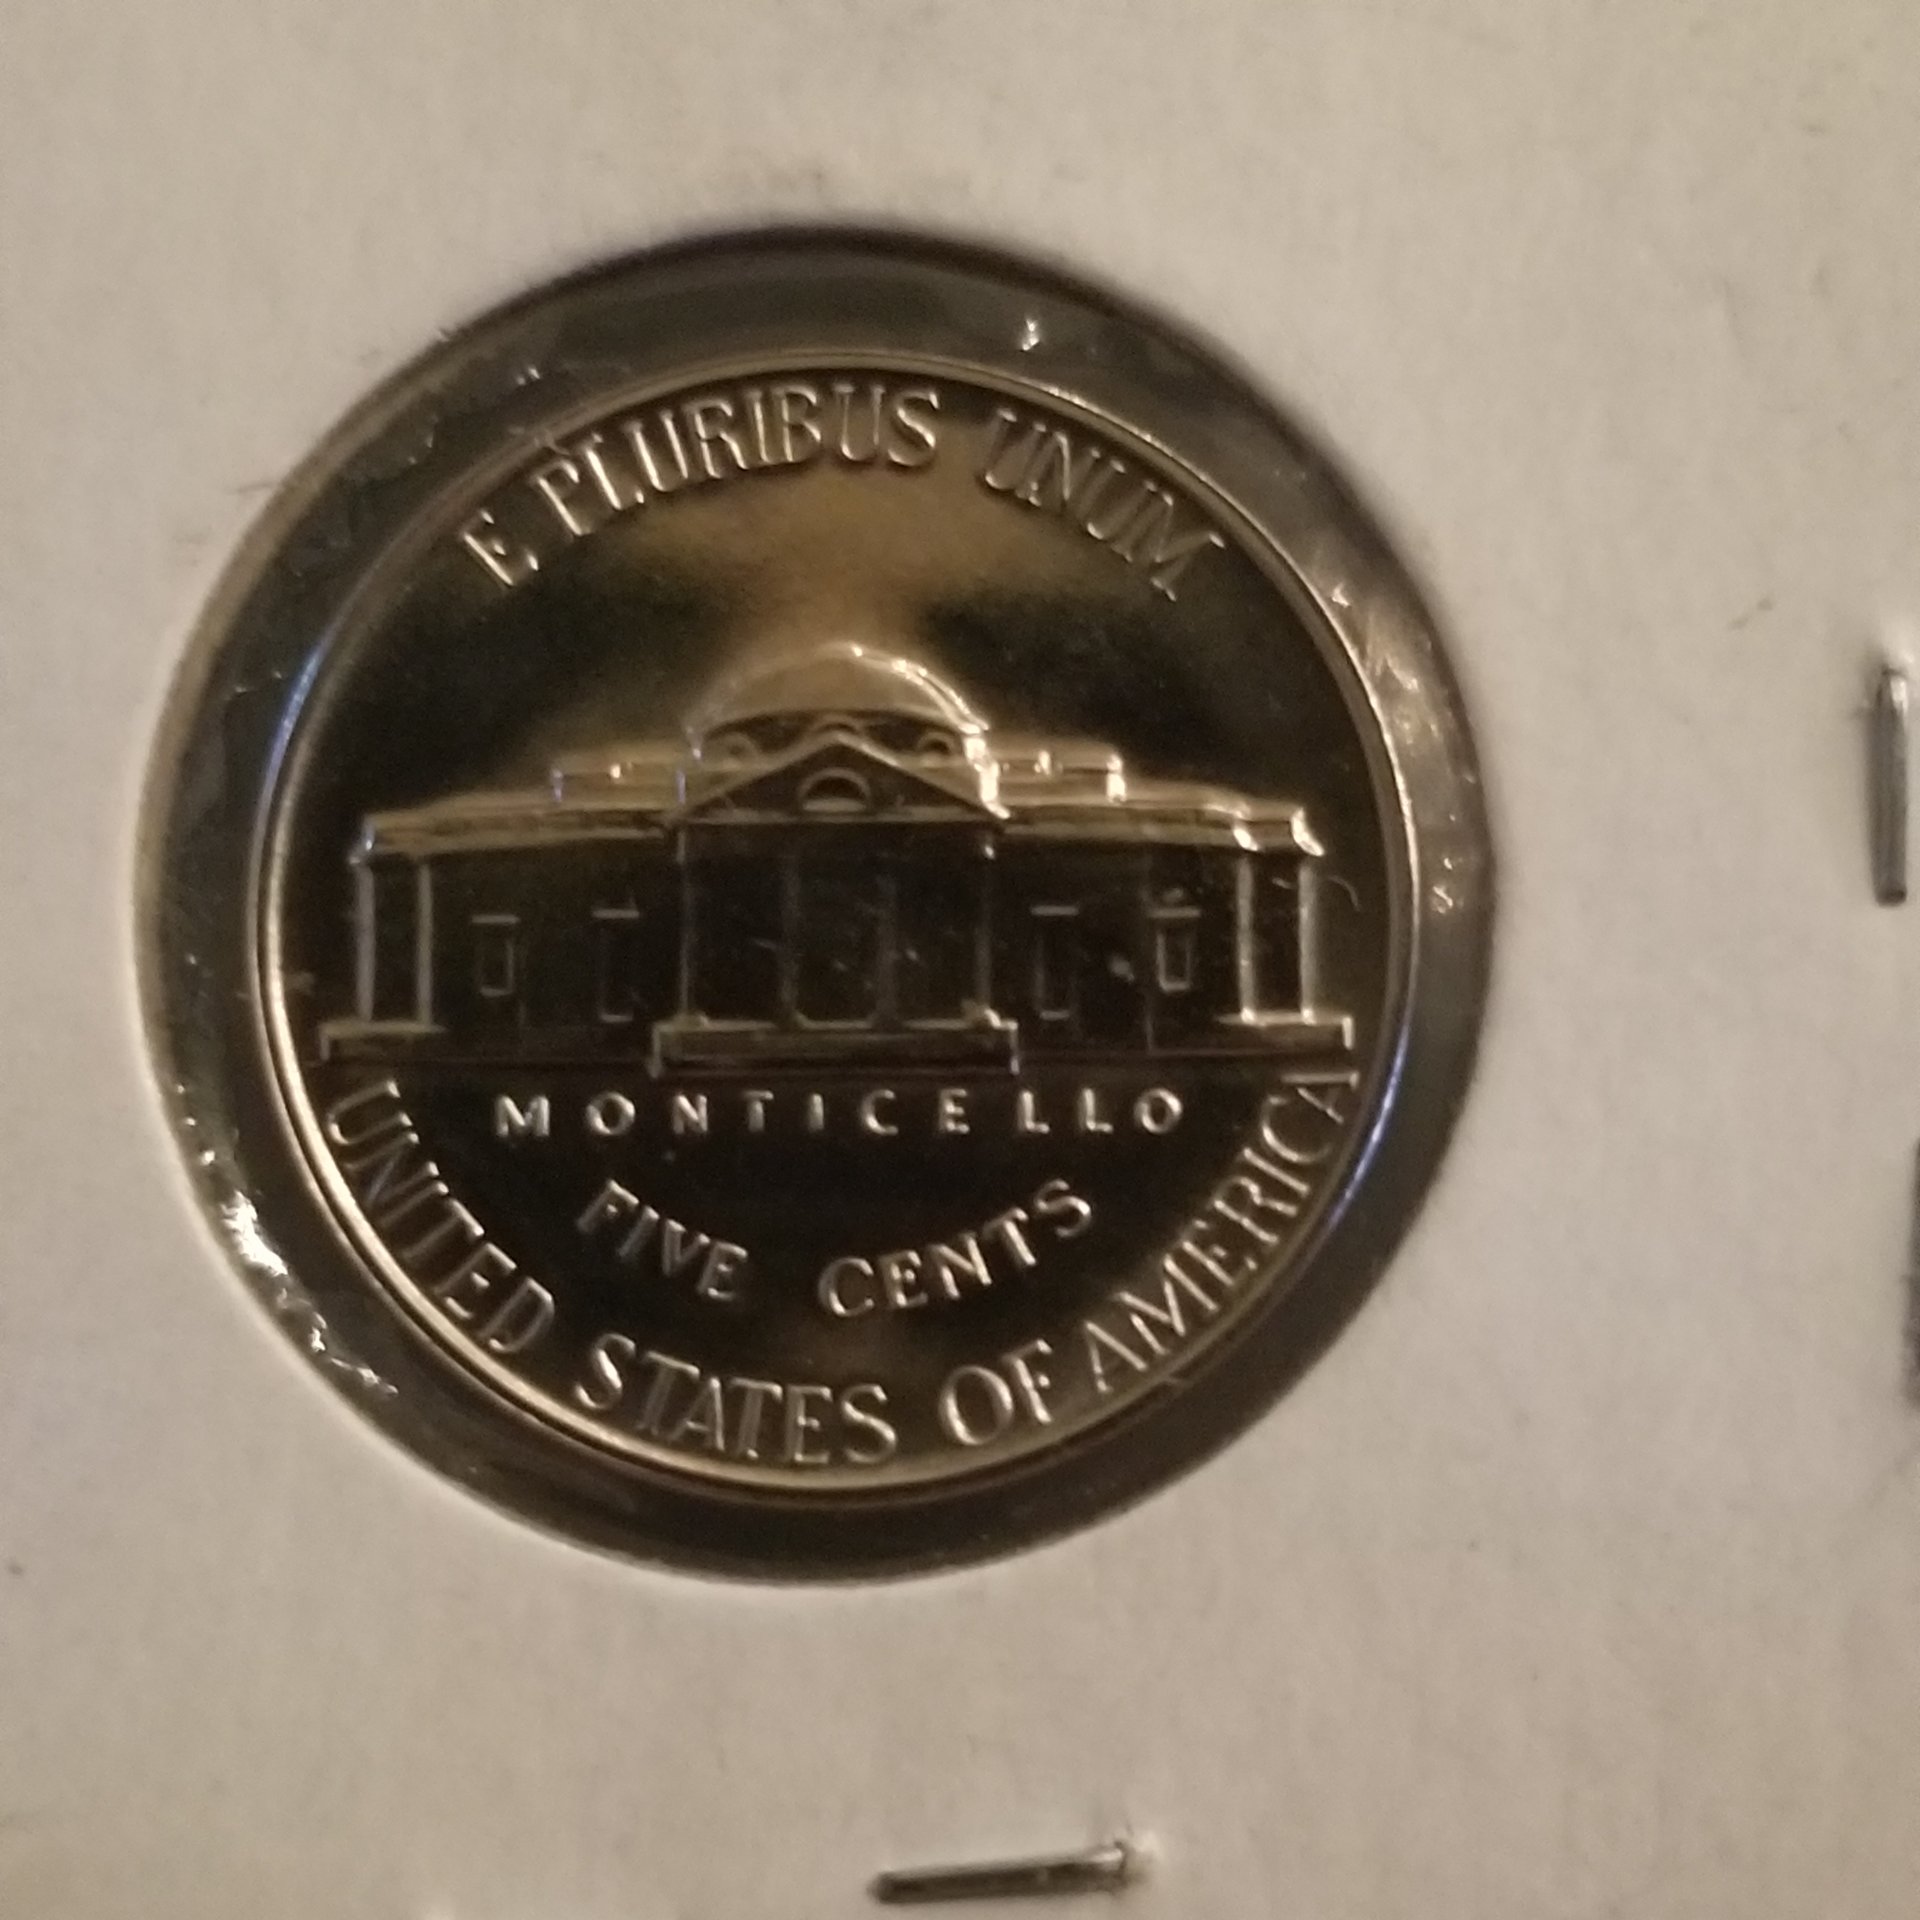 E PLURIBUS UNUM
MONTICELLO
FIVE CENTS
UNITED STATES OF AMERICA